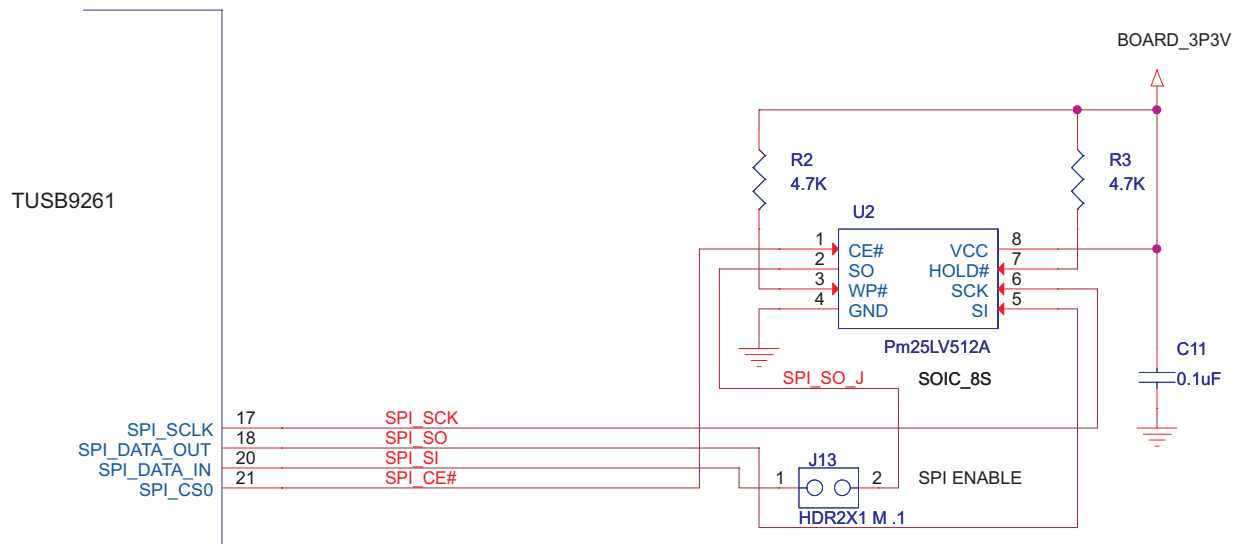 BOARD_3P3V
R2
4.7K
R3
4.7K
TUSB9261
U2
1 CE# VCC 8
2 SO HOLD# 7
3 WP# SCK 6
4 GND SI 5
Pm25LV512A
C11
0.1uF
SPI_SO_J
SOIC_8S
SPI_SCLK 17 SPI_SCK
SPI_DATA_OUT 18 SPI_SO
SPI_DATA_IN 20 SPI_SI
SPI_CS0 21 SPI_CE#
J13
1 2 SPI ENABLE
HDR2X1 M .1